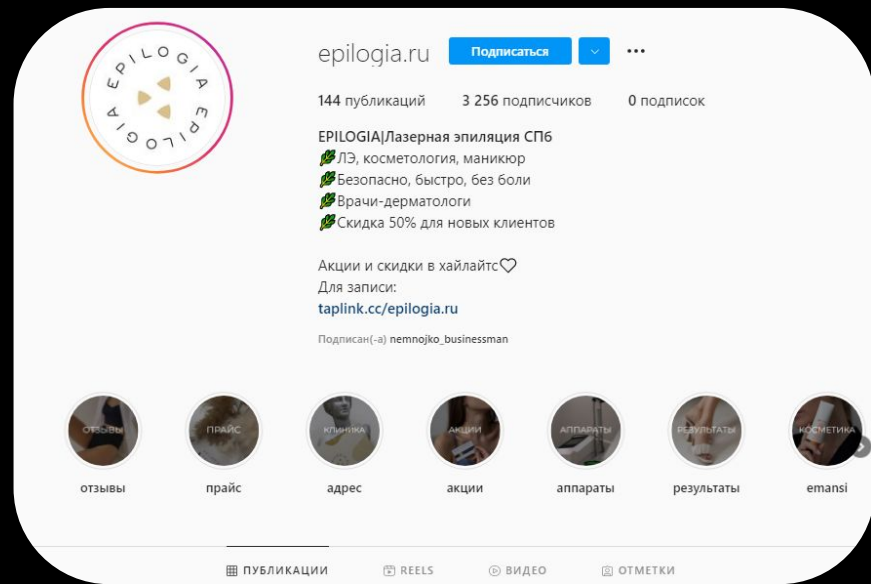 EPILOGIA EPILOGIA
epilogia.ru Подписаться ...
144 публикаций 3 256 подписчиков 0 подписок
EPILOGIA|Лазерная эпиляция СПб
🌿ЛЭ, косметология, маникюр
🌿Безопасно, быстро, без боли
🌿Врачи-дерматологи
🌿Скидка 50% для новых клиентов
Акции и скидки в хайлайтс♡
Для записи:
taplink.cc/epilogia.ru
Подписан(-а) nemnojko_businessman
ОТЗЫВЫ ПРАЙС КЛИНИКА АКЦИИ АППАРАТЫ РЕЗУЛЬТАТЫ КОСМЕТИКА
отзывы прайс адрес акции аппараты результаты emansi
ПУБЛИКАЦИИ REELS ВИДЕО ОТМЕТКИ